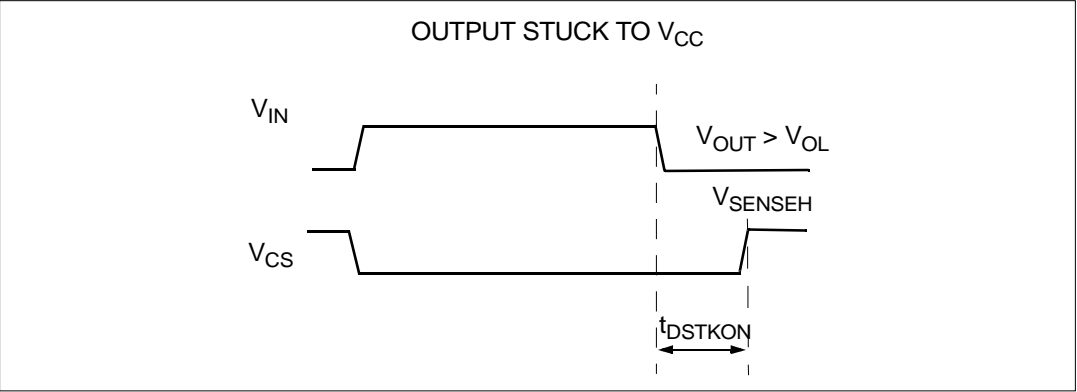 OUTPUT STUCK TO VCC
VIN
VOUT > VOL
VSENSEH
VCS
tDSTKON